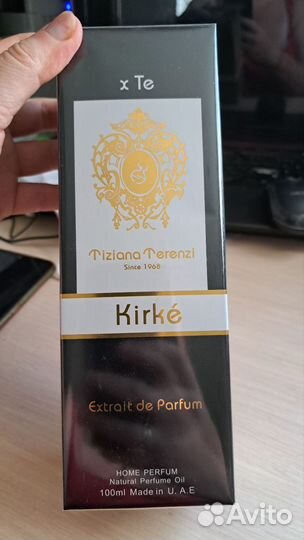 x Te
Tiziana Terenzi
Since 1968
Kirké
Extrait de Parfum
HOME PERFUM
Natural Perfume Oil
100ml Made in U.A.E
Avito